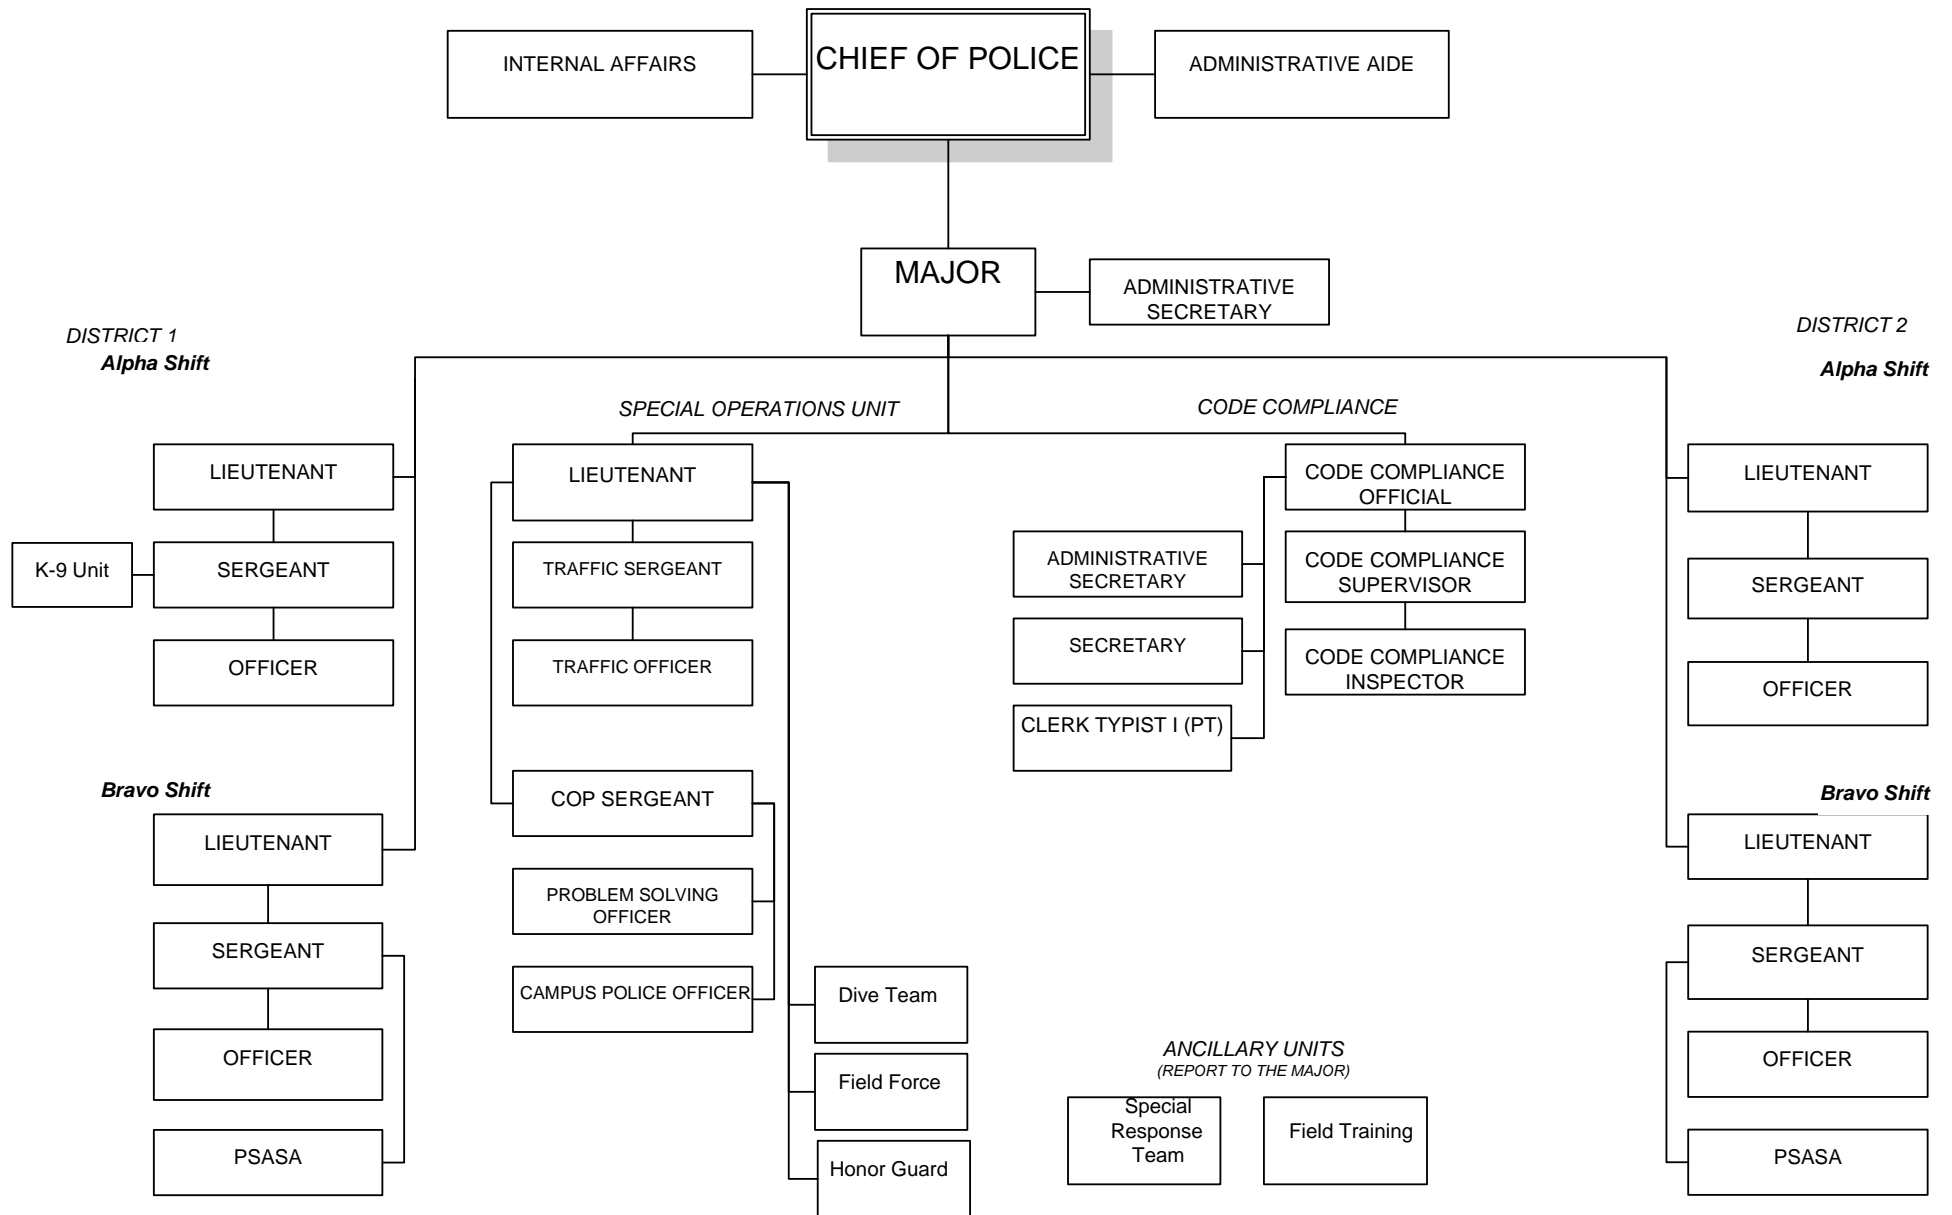 INTERNAL AFFAIRS
CHIEF OF POLICE
ADMINISTRATIVE AIDE
MAJOR
ADMINISTRATIVE
SECRETARY
DISTRICT 1
Alpha Shift
DISTRICT 2
Alpha Shift
SPECIAL OPERATIONS UNIT
CODE COMPLIANCE
LIEUTENANT
SERGEANT
K-9 Unit
OFFICER
Bravo Shift
LIEUTENANT
SERGEANT
OFFICER
PSASA
LIEUTENANT
TRAFFIC SERGEANT
TRAFFIC OFFICER
COP SERGEANT
PROBLEM SOLVING
OFFICER
CAMPUS POLICE OFFICER
Dive Team
Field Force
Honor Guard
CODE COMPLIANCE
OFFICIAL
ADMINISTRATIVE
SECRETARY
CODE COMPLIANCE
SUPERVISOR
SECRETARY
CODE COMPLIANCE
INSPECTOR
CLERK TYPIST I (PT)
ANCILLARY UNITS
(REPORT TO THE MAJOR)
Special
Response
Team
Field Training
LIEUTENANT
SERGEANT
OFFICER
Bravo Shift
LIEUTENANT
SERGEANT
OFFICER
PSASA